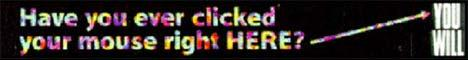 Have you ever clicked
your mouse right HERE?
YOU
WILL